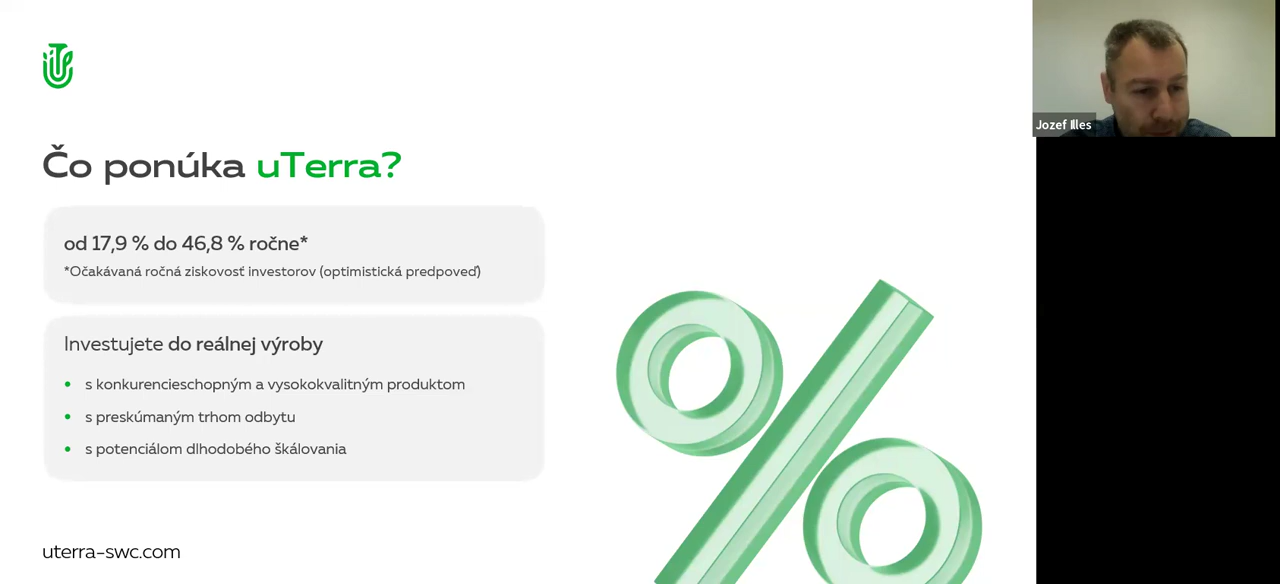 Čo ponúka uTerra?
od 17,9 % do 46,8 % ročne*
*Očakávaná ročná ziskovosť investorov (optimistická predpoveď)
Investujete do reálnej výroby
s konkurencieschopným a vysokokvalitným produktom
s preskúmaným trhom odbytu
s potenciálom dlhodobého škálovania
uterra-swc.com
Jozef Illes